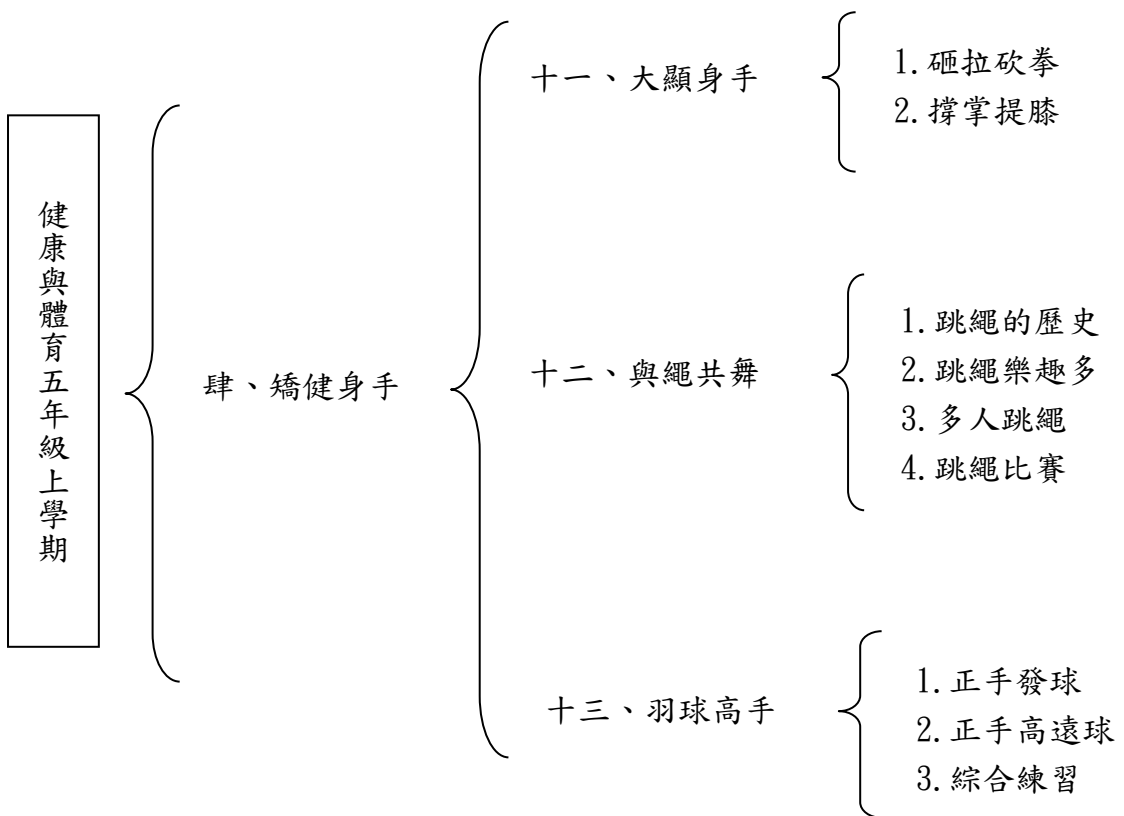 健康與體育五年級上學期
肆、矯健身手
十一、大顯身手
1.砸拉砍拳
2.撐掌提膝
十二、與繩共舞
1.跳繩的歷史
2.跳繩樂趣多
3.多人跳繩
4.跳繩比賽
十三、羽球高手
1.正手發球
2.正手高遠球
3.綜合練習